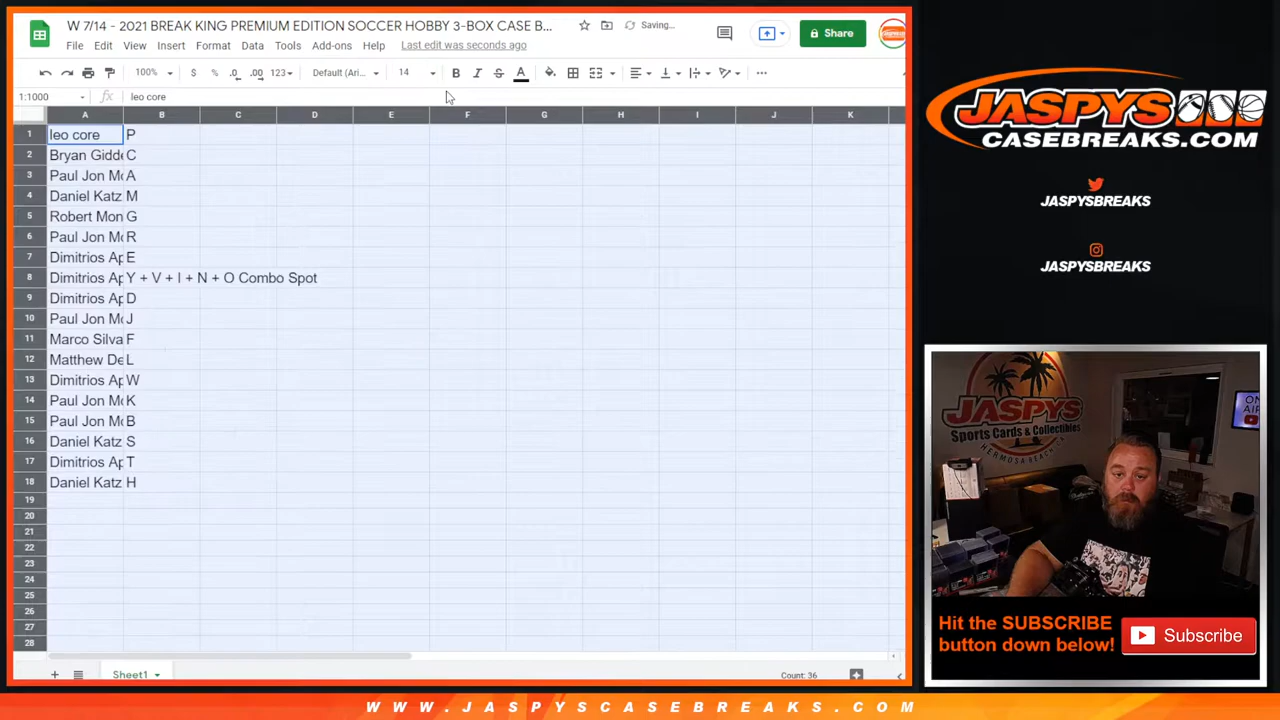 W 7/14 - 2021 BREAK KING PREMIUM EDITION SOCCER HOBBY 3-BOX CASE B... Saving... Share
File Edit View Insert Format Data Tools Add-ons Help Last edit was seconds ago
100% $ % .0 .00 123 Default (Ari... 14 B I S A
1:1000 fx leo core
A B C D E F G H I J K
1 leo core P
2 Bryan Gidde C
3 Paul Jon Mc A
4 Daniel Katz M
5 Robert Mon G
6 Paul Jon Mc R
7 Dimitrios Ap E
8 Dimitrios Ap Y + V + I + N + O Combo Spot
9 Dimitrios Ap D
10 Paul Jon Mc J
11 Marco Silva F
12 Matthew De L
13 Dimitrios Ap W
14 Paul Jon Mc K
15 Paul Jon Mc B
16 Daniel Katz S
17 Dimitrios Ap T
18 Daniel Katz H
19
20
21
22
23
24
25
26
27
28
Sheet1 Count: 36
JASPYS
CASEBREAKS.COM
JASPYSBREAKS
JASPYSBREAKS
JASPYS
Sports Cards & Collectibles
HERMOSA BEACH, CA
ON
AIR
Hit the SUBSCRIBE
button down below!
Subscribe
WWW.JASPYSCASEBREAKS.COM